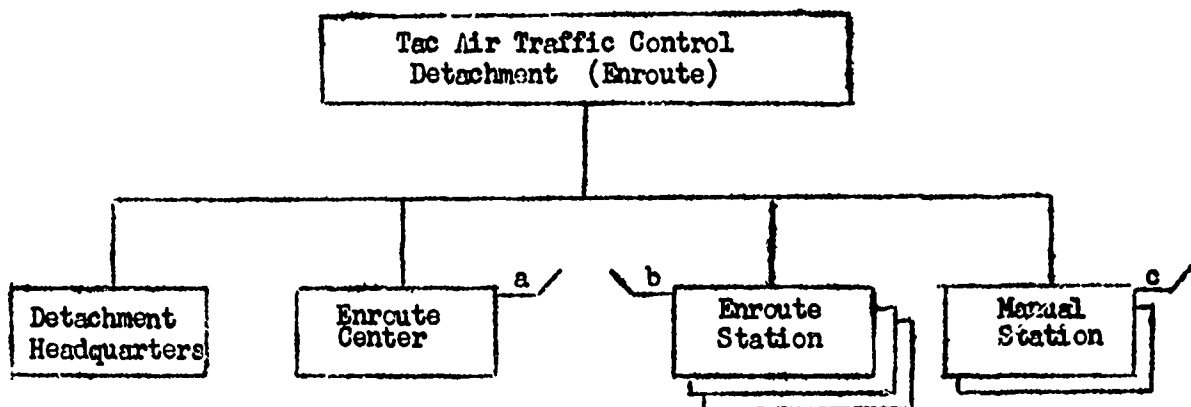 Tac Air Traffic Control
Detachment (Enroute)
a
b
c
Detachment
Headquarters
Enroute
Center
Enroute
Station
Manual
Station